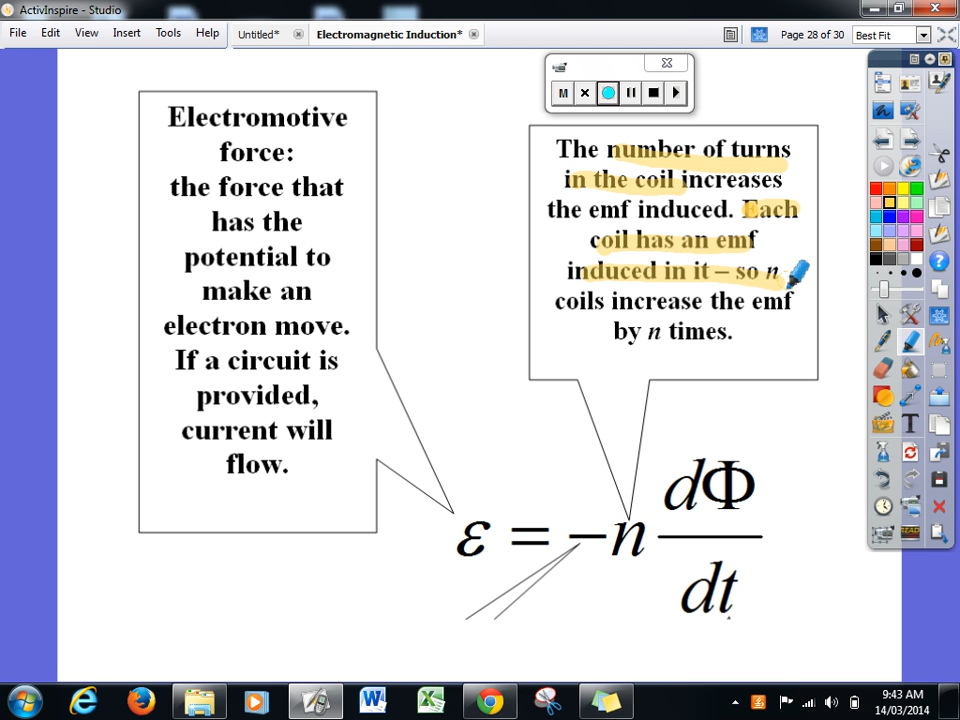 ActivInspire - Studio
File Edit View Insert Tools Help Untitled* Electromagnetic Induction* Page 28 of 30 Best Fit
M
Electromotive
force:
the force that
has the
potential to
make an
electron move.
If a circuit is
provided,
current will
flow.
The number of turns
in the coil increases
the emf induced. Each
coil has an emf
induced in it – so n
coils increase the emf
by n times.
ε = −n dΦ
dt
T
9:43 AM
14/03/2014